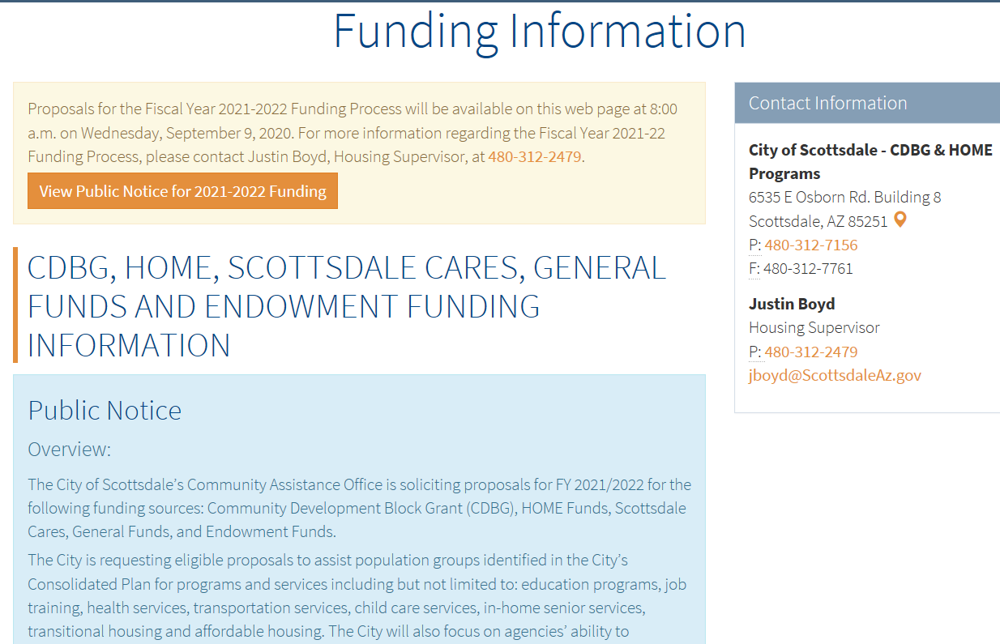 Funding Information
Proposals for the Fiscal Year 2021-2022 Funding Process will be available on this web page at 8:00
a.m. on Wednesday, September 9, 2020. For more information regarding the Fiscal Year 2021-22
Funding Process, please contact Justin Boyd, Housing Supervisor, at 480-312-2479.
View Public Notice for 2021-2022 Funding
CDBG, HOME, SCOTTSDALE CARES, GENERAL
FUNDS AND ENDOWMENT FUNDING
INFORMATION
Public Notice
Overview:
The City of Scottsdale's Community Assistance Office is soliciting proposals for FY 2021/2022 for the
following funding sources: Community Development Block Grant (CDBG), HOME Funds, Scottsdale
Cares, General Funds, and Endowment Funds.
The City is requesting eligible proposals to assist population groups identified in the City's
Consolidated Plan for programs and services including but not limited to: education programs, job
training, health services, transportation services, child care services, in-home senior services,
transitional housing and affordable housing. The City will also focus on agencies' ability to
Contact Information
City of Scottsdale - CDBG & HOME
Programs
6535 E Osborn Rd. Building 8
Scottsdale, AZ 85251
P: 480-312-7156
F: 480-312-7761
Justin Boyd
Housing Supervisor
P: 480-312-2479
jboyd@ScottsdaleAz.gov